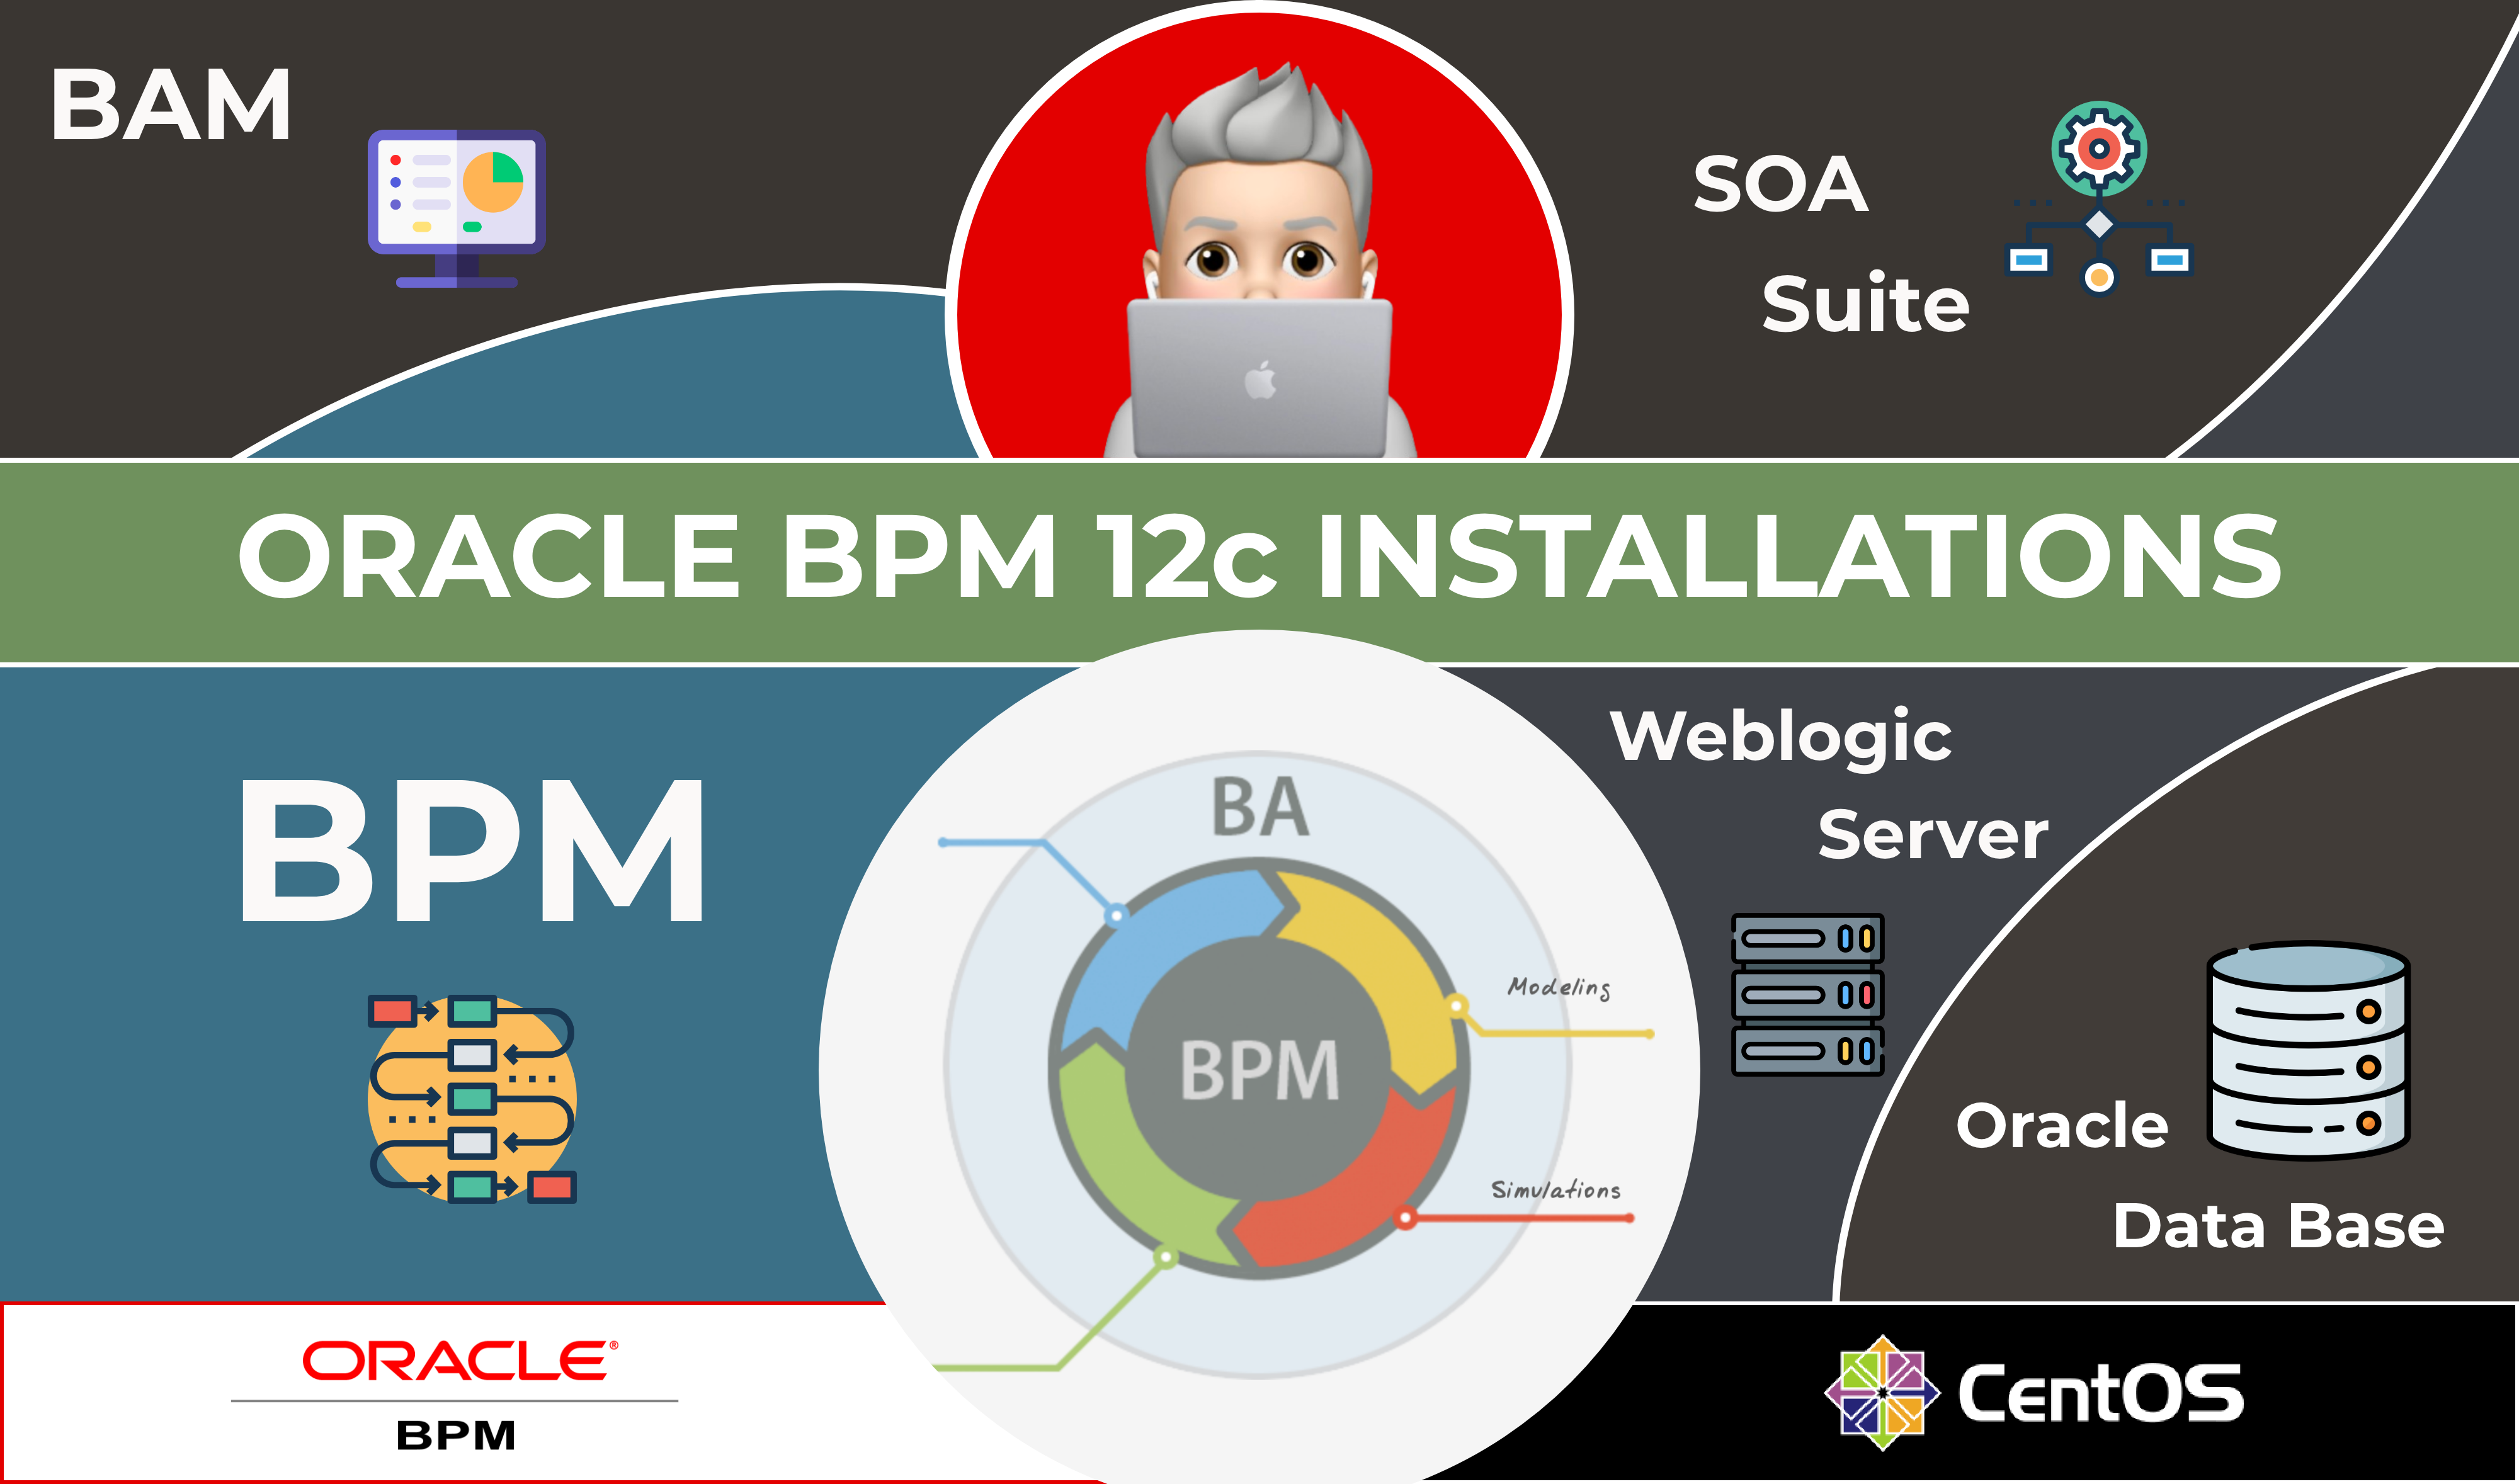 BAM
SOA
Suite
ORACLE BPM 12c INSTALLATIONS
BPM
BA
BPM
Modeling
Simulations
Weblogic
Server
Oracle
Data Base
ORACLE®
BPM
CentOS